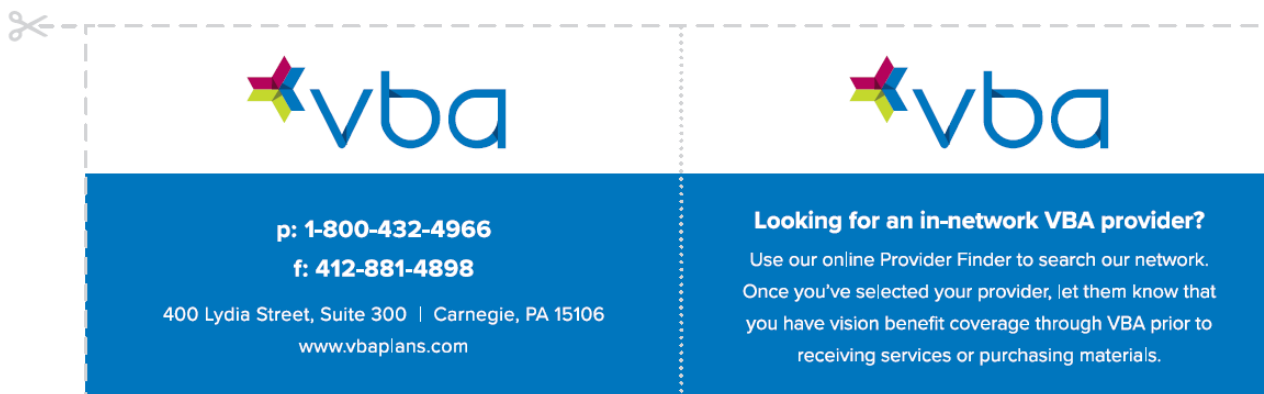 vba
p: 1-800-432-4966
f: 412-881-4898
400 Lydia Street, Suite 300 | Carnegie, PA 15106
www.vbaplans.com
vba
Looking for an in-network VBA provider?
Use our online Provider Finder to search our network.
Once you've selected your provider, let them know that
you have vision benefit coverage through VBA prior to
receiving services or purchasing materials.